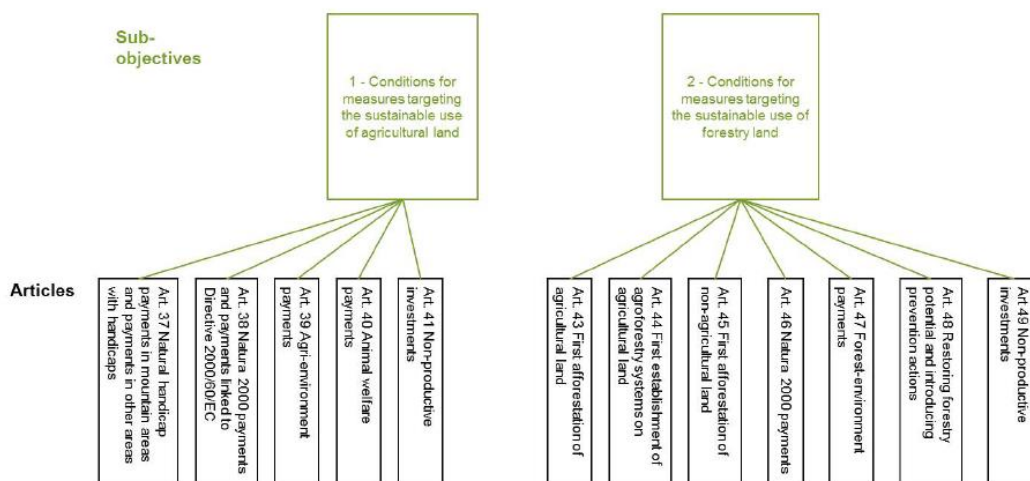 Sub-
objectives
1 - Conditions for
measures targeting
the sustainable use
of agricultural land
2 - Conditions for
measures targeting
the sustainable use of
forestry land
Articles
Art. 37 Natural handicap
payments in mountain areas
and payments in other areas
with handicaps
Art. 38 Natura 2000 payments
and payments linked to
Directive 2000/60/EC
Art. 39 Agri-environment
payments
Art. 40 Animal welfare
payments
Art. 41 Non-productive
investments
Art. 43 First afforestation of
agricultural land
Art. 44 First establishment of
agroforestry systems on
agricultural land
Art. 45 First afforestation of
non-agricultural land
Art. 46 Natura 2000 payments
Art. 47 Forest-environment
payments
Art. 48 Restoring forestry
potential and introducing
prevention actions
Art. 49 Non-productive
investments